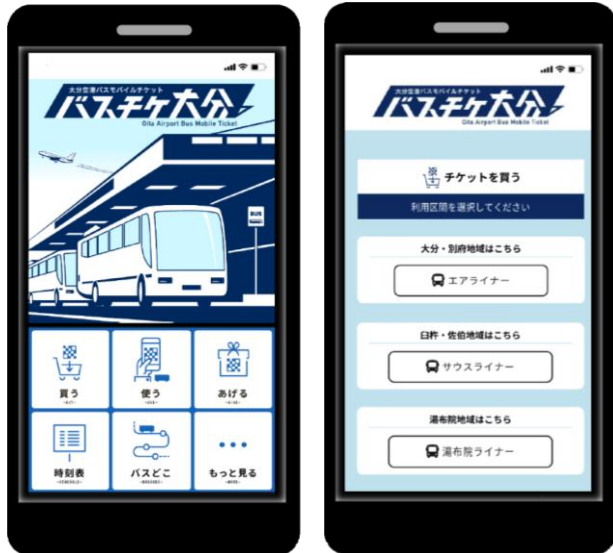 大分空港バスモバイルチケット
バスチケ大分
Oita Airport Bus Mobile Ticket
BUS
買う
使う
あげる
時刻表
バスどこ
もっと見る
大分空港バスモバイルチケット
バスチケ大分
Oita Airport Bus Mobile Ticket
チケットを買う
利用区間を選択してください
大分・別府地域はこちら
エアライナー
臼杵・佐伯地域はこちら
サウスライナー
湯布院地域はこちら
湯布院ライナー